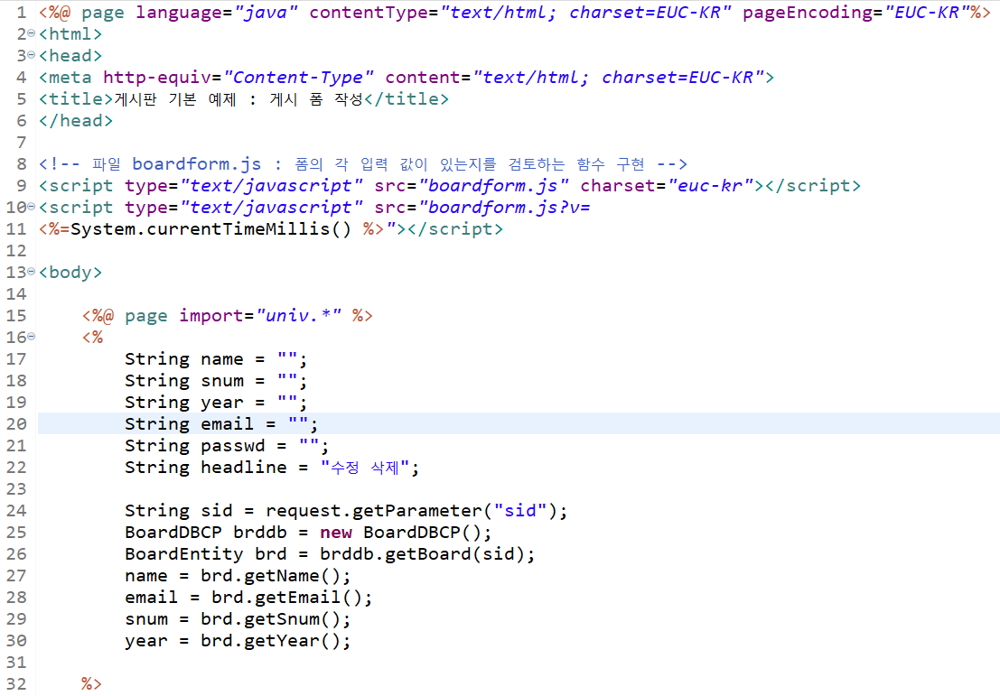 1 <%@ page language="java" contentType="text/html; charset=EUC-KR" pageEncoding="EUC-KR"%>
2 <html>
3 <head>
4 <meta http-equiv="Content-Type" content="text/html; charset=EUC-KR">
5 <title>게시판 기본 예제 : 게시 폼 작성</title>
6 </head>
7
8 <!-- 파일 boardform.js : 폼의 각 입력 값이 있는지를 검토하는 함수 구현 -->
9 <script type="text/javascript" src="boardform.js" charset="euc-kr"></script>
10 <script type="text/javascript" src="boardform.js?v=
11 <%=System.currentTimeMillis() %>"></script>
12
13 <body>
14
15 <%@ page import="univ.*" %>
16 <%
17 String name = "";
18 String snum = "";
19 String year = "";
20 String email = "";
21 String passwd = "";
22 String headline = "수정 삭제";
23
24 String sid = request.getParameter("sid");
25 BoardDBCP brddb = new BoardDBCP();
26 BoardEntity brd = brddb.getBoard(sid);
27 name = brd.getName();
28 email = brd.getEmail();
29 snum = brd.getSnum();
30 year = brd.getYear();
31
32 %>